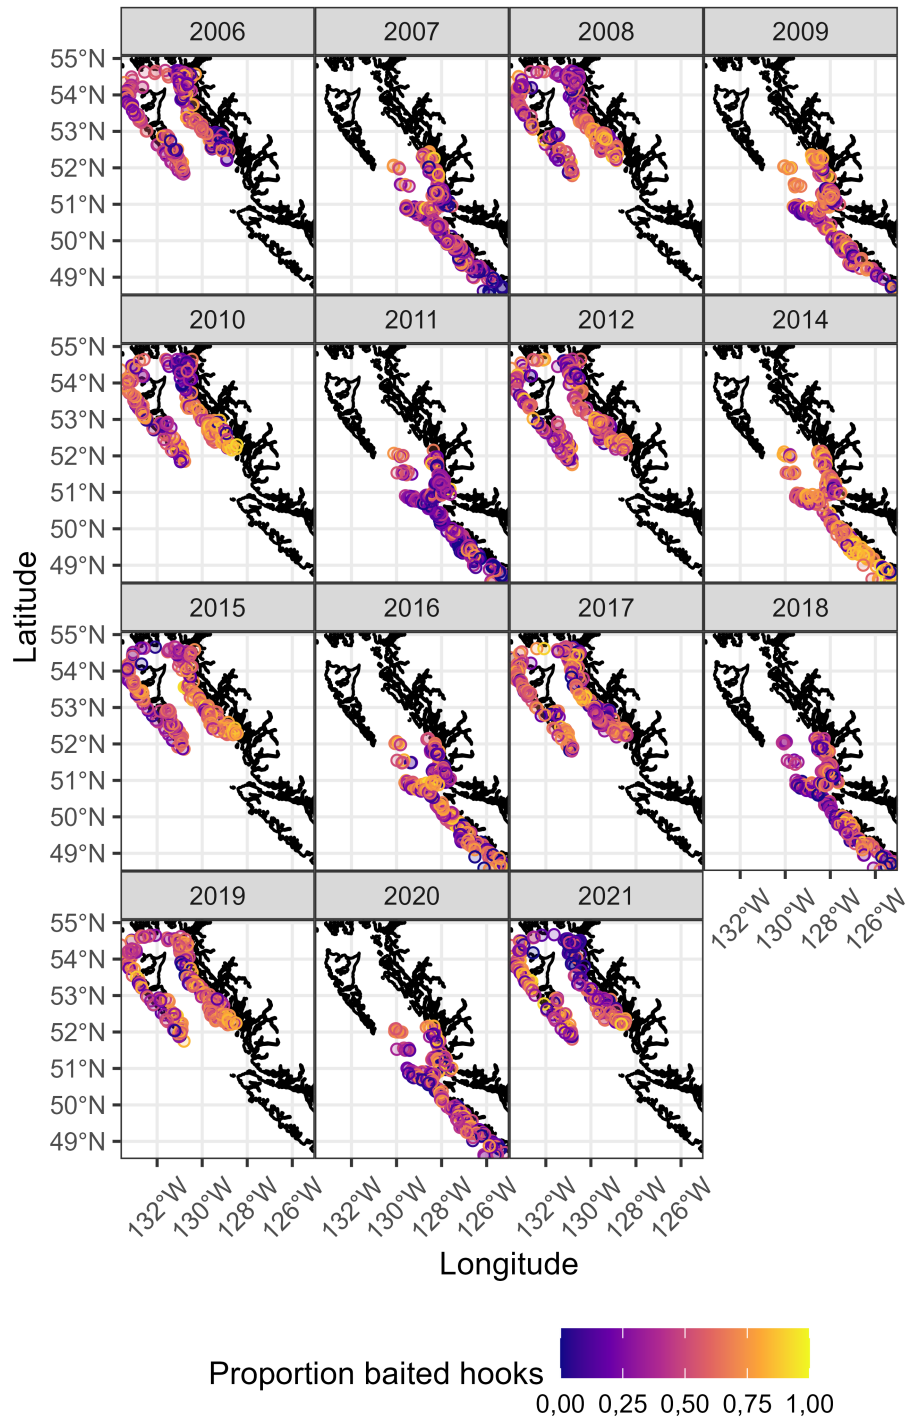 2006 2007 2008 2009
55°N
54°N
53°N
52°N
51°N
50°N
49°N
2010 2011 2012 2014
55°N
54°N
53°N
52°N
51°N
50°N
49°N
2015 2016 2017 2018
55°N
54°N
53°N
52°N
51°N
50°N
49°N
132°W 130°W 128°W 126°W
2019 2020 2021
55°N
54°N
53°N
52°N
51°N
50°N
49°N
132°W 130°W 128°W 126°W 132°W 130°W 128°W 126°W 132°W 130°W 128°W 126°W
Latitude
Longitude
Proportion baited hooks
0,00 0,25 0,50 0,75 1,00